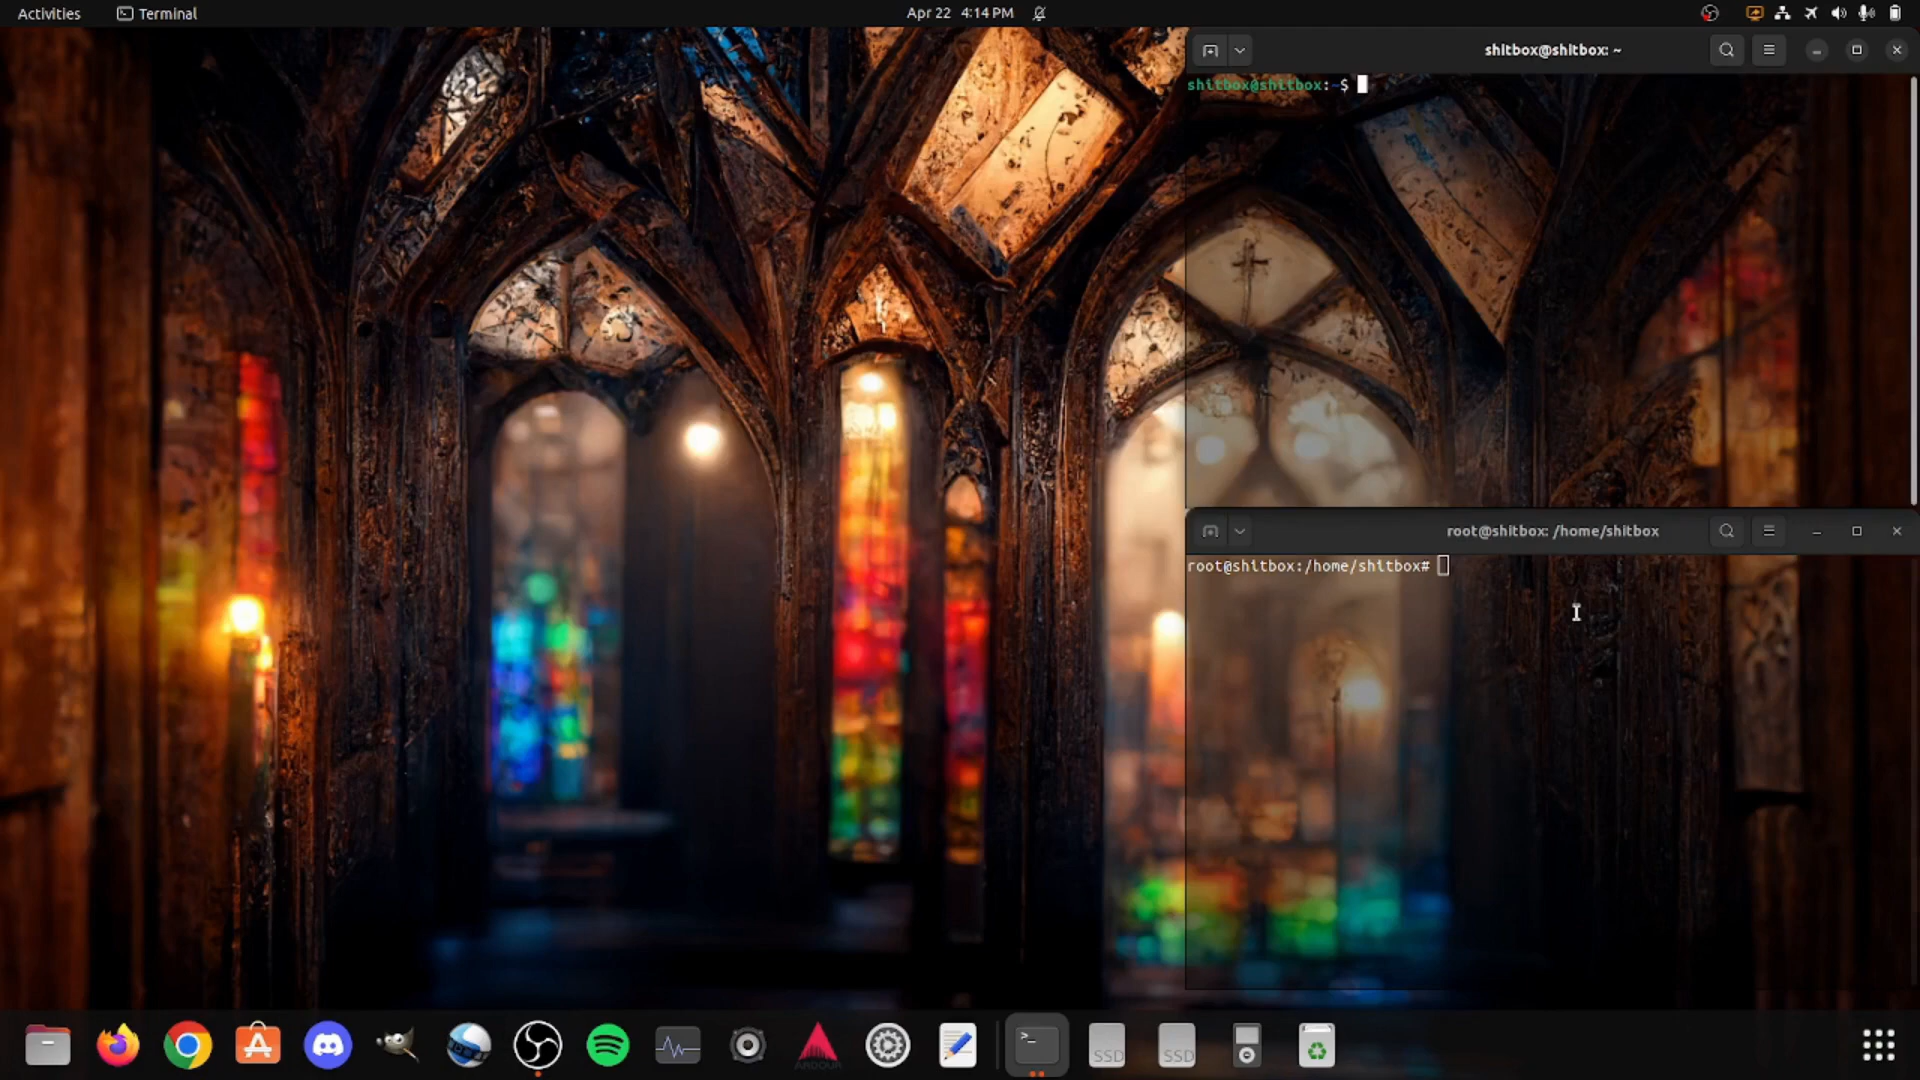 Activities
Terminal
Apr 22 4:14 PM
shitbox@shitbox: ~
shitbox@shitbox:~$
root@shitbox: /home/shitbox
root@shitbox:/home/shitbox#
ARDOUR
SSD
SSD